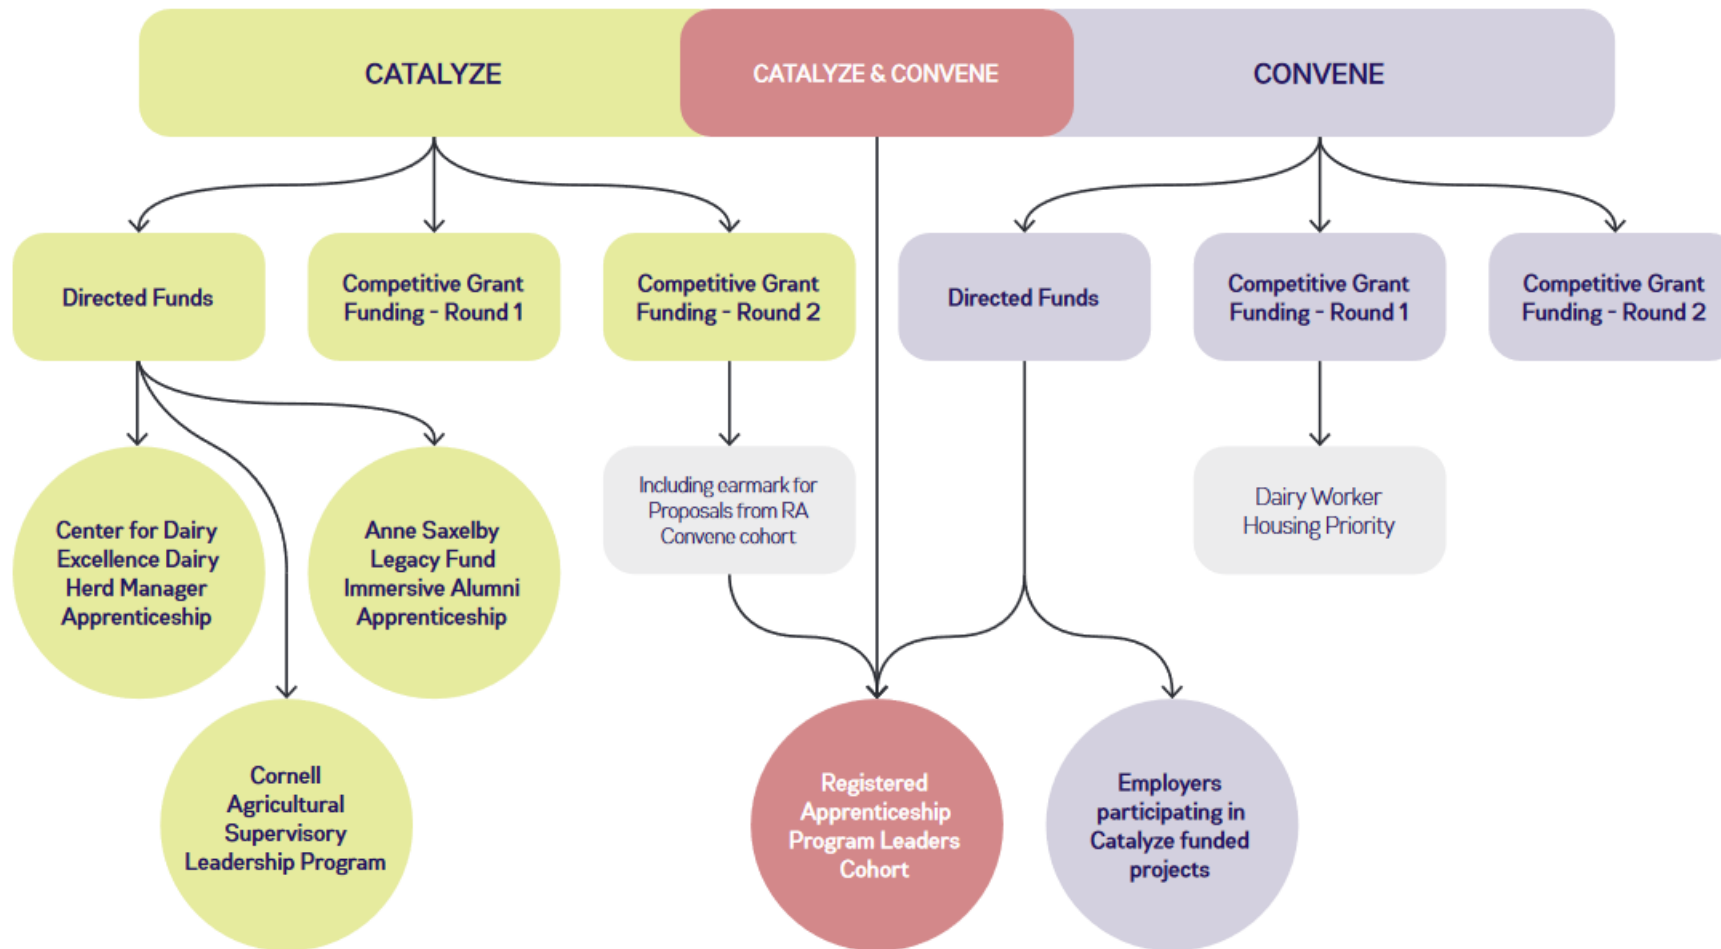 CATALYZE
CATALYZE & CONVENE
CONVENE
Directed Funds
Competitive Grant
Funding - Round 1
Competitive Grant
Funding - Round 2
Directed Funds
Competitive Grant
Funding - Round 1
Competitive Grant
Funding - Round 2
Including earmark for
Proposals from RA
Convene cohort
Dairy Worker
Housing Priority
Center for Dairy
Excellence Dairy
Herd Manager
Apprenticeship
Anne Saxelby
Legacy Fund
Immersive Alumni
Apprenticeship
Cornell
Agricultural
Supervisory
Leadership Program
Registered
Apprenticeship
Program Leaders
Cohort
Employers
participating in
Catalyze funded
projects